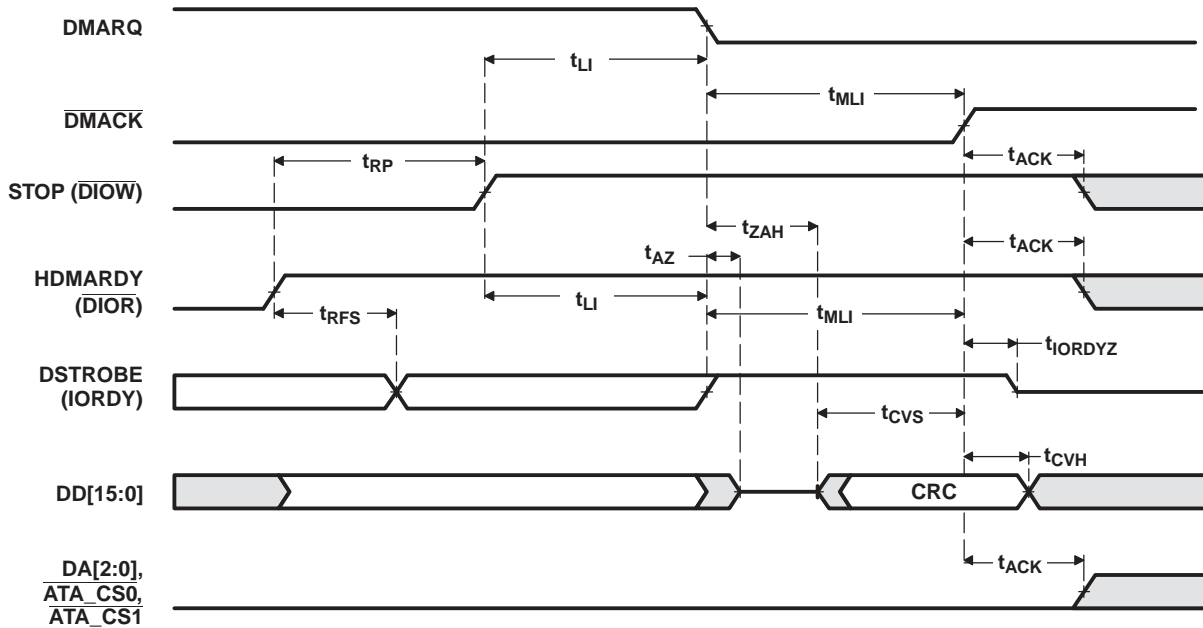 DMARQ
tLI
tMLI
DMACK
tRP
tACK
STOP (DIOW)
tZAH
tACK
tAZ
HDMARDY
(DIOR)
tLI
tRFS
tMLI
tIORDYZ
DSTROBE
(IORDY)
tCVS
tCVH
DD[15:0]
CRC
tACK
DA[2:0],
ATA_CS0,
ATA_CS1